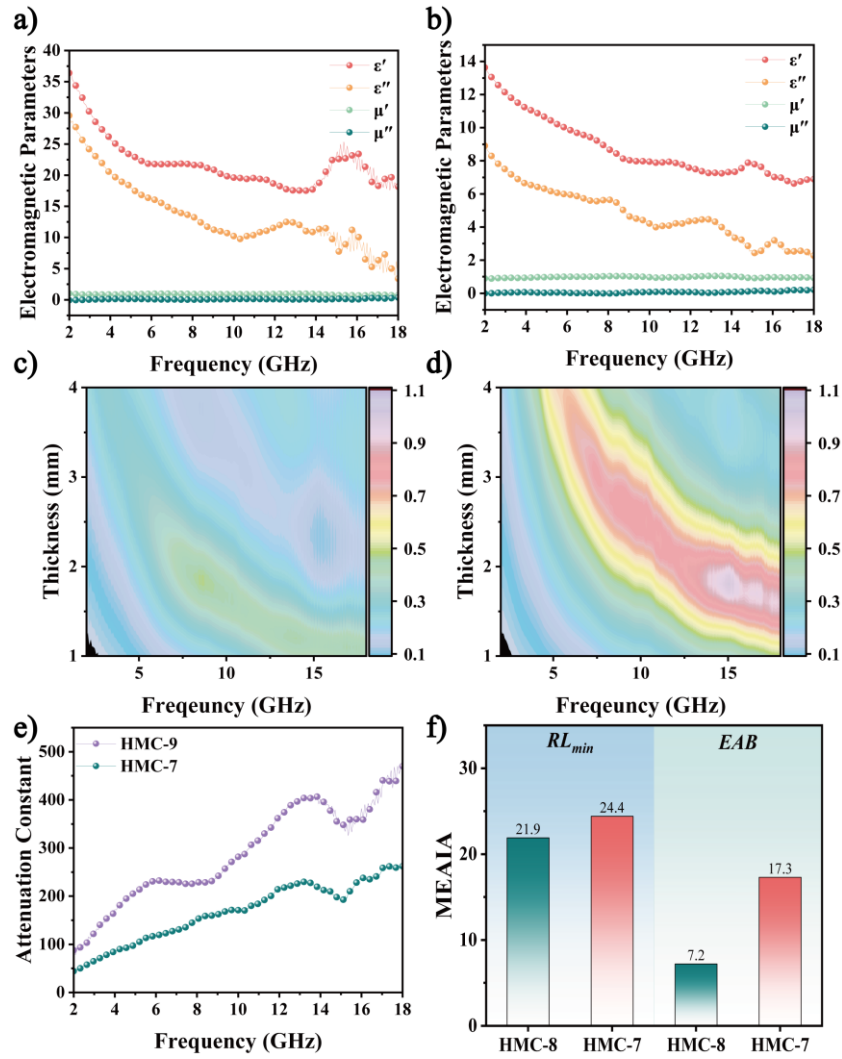 a)
40
35
30
25
20
15
10
5
0
Electromagnetic Parameters
ε′
ε″
μ′
μ″
2 4 6 8 10 12 14 16 18
Frequency (GHz)
b)
14
12
10
8
6
4
2
0
Electromagnetic Parameters
ε′
ε″
μ′
μ″
2 4 6 8 10 12 14 16 18
Frequency (GHz)
c)
4
3
2
1
Thickness (mm)
5 10 15
Freqeuncy (GHz)
1.1
0.9
0.7
0.5
0.3
0.1
d)
4
3
2
1
Thickness (mm)
5 10 15
Freqeuncy (GHz)
1.1
0.9
0.7
0.5
0.3
0.1
e)
500
400
300
200
100
0
Attenuation Constant
HMC-9
HMC-7
2 4 6 8 10 12 14 16 18
Frequency (GHz)
f)
30
20
10
0
MEAIA
RLmin EAB
21.9 24.4 7.2 17.3
HMC-8 HMC-7 HMC-8 HMC-7